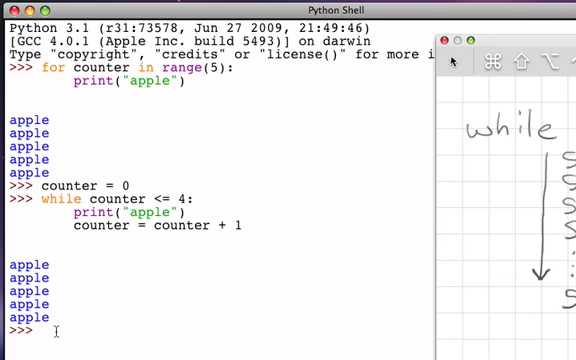 Python Shell
Python 3.1 (r31:73578, Jun 27 2009, 21:49:46)
[GCC 4.0.1 (Apple Inc. build 5493)] on darwin
Type "copyright", "credits" or "license()" for more i
>>> for counter in range(5):
        print("apple")
apple
apple
apple
apple
apple
>>> counter = 0
>>> while counter <= 4:
        print("apple")
        counter = counter + 1
apple
apple
apple
apple
apple
>>>
while